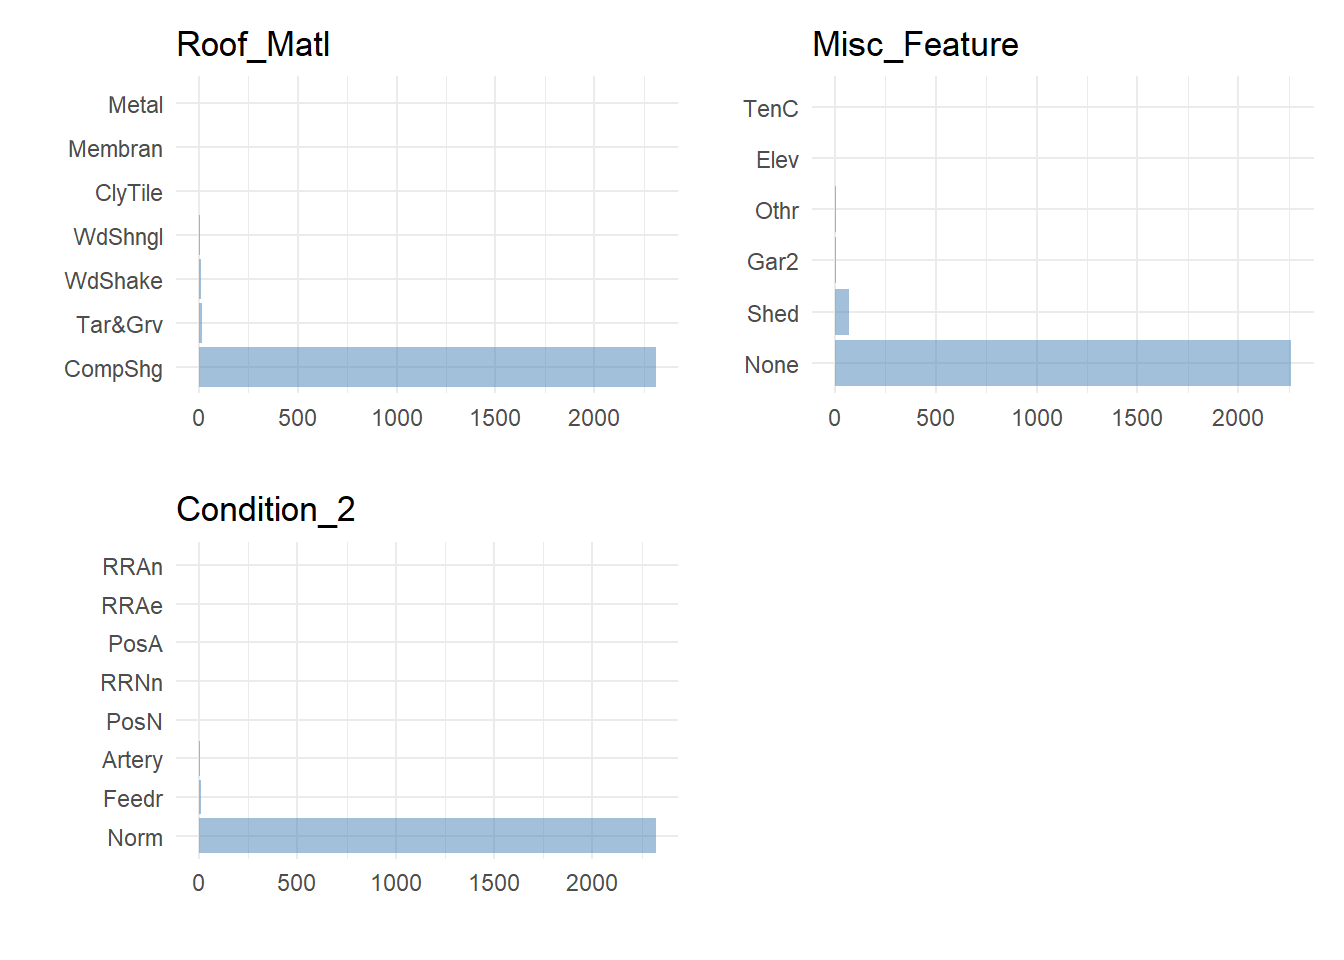 Roof_Matl
Metal
Membran
ClyTile
WdShngl
WdShake
Tar&Grv
CompShg
0 500 1000 1500 2000
Misc_Feature
TenC
Elev
Othr
Gar2
Shed
None
0 500 1000 1500 2000
Condition_2
RRAn
RRAe
PosA
RRNn
PosN
Artery
Feedr
Norm
0 500 1000 1500 2000